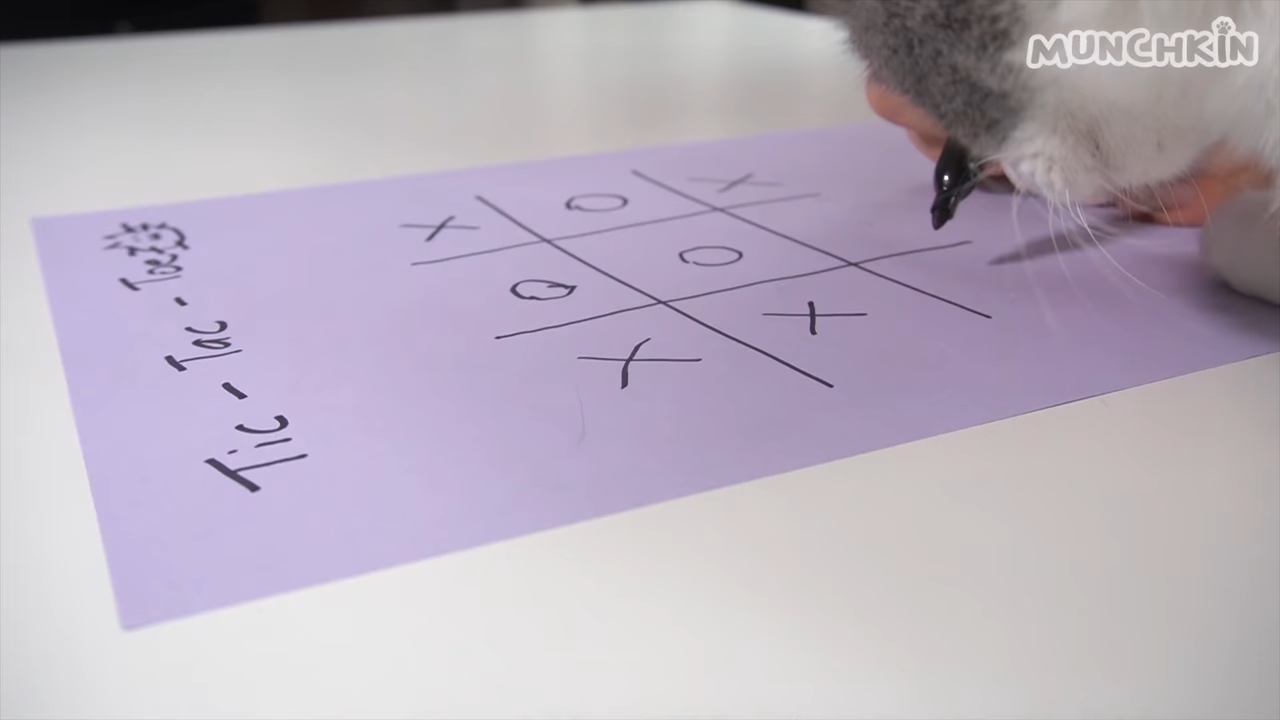 MUNCHKIN
Tic - Tac - Toe
X O X
O O
X X